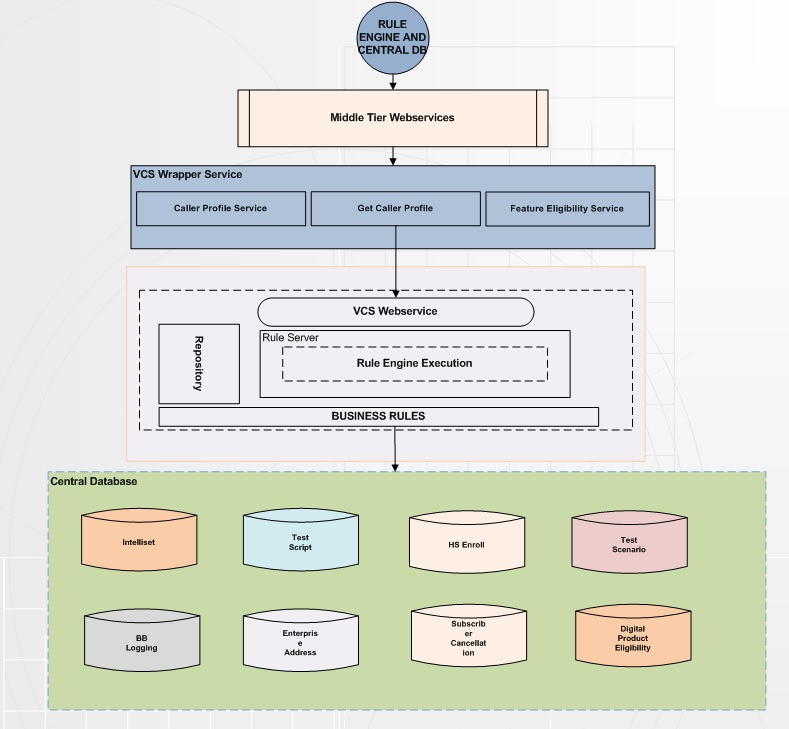 RULE
ENGINE AND
CENTRAL DB
Middle Tier Webservices
VCS Wrapper Service
Caller Profile Service
Get Caller Profile
Feature Eligibility Service
VCS Webservice
Repository
Rule Server
Rule Engine Execution
BUSINESS RULES
Central Database
Intelliset
Test
Script
HS Enroll
Test
Scenario
BB
Logging
Enterpris
e
Address
Subscrib
er
Cancellat
ion
Digital
Product
Eligibility